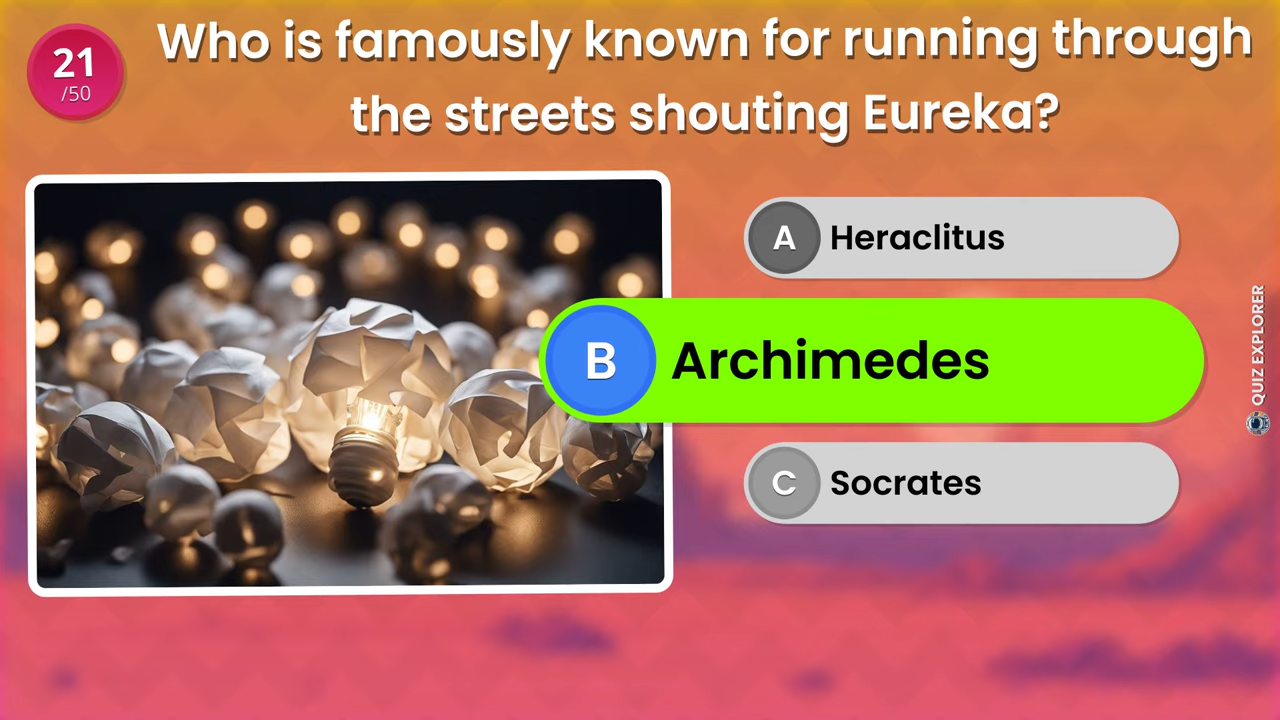 21
/50
Who is famously known for running through
the streets shouting Eureka?
A Heraclitus
B Archimedes
C Socrates
QUIZ EXPLORER